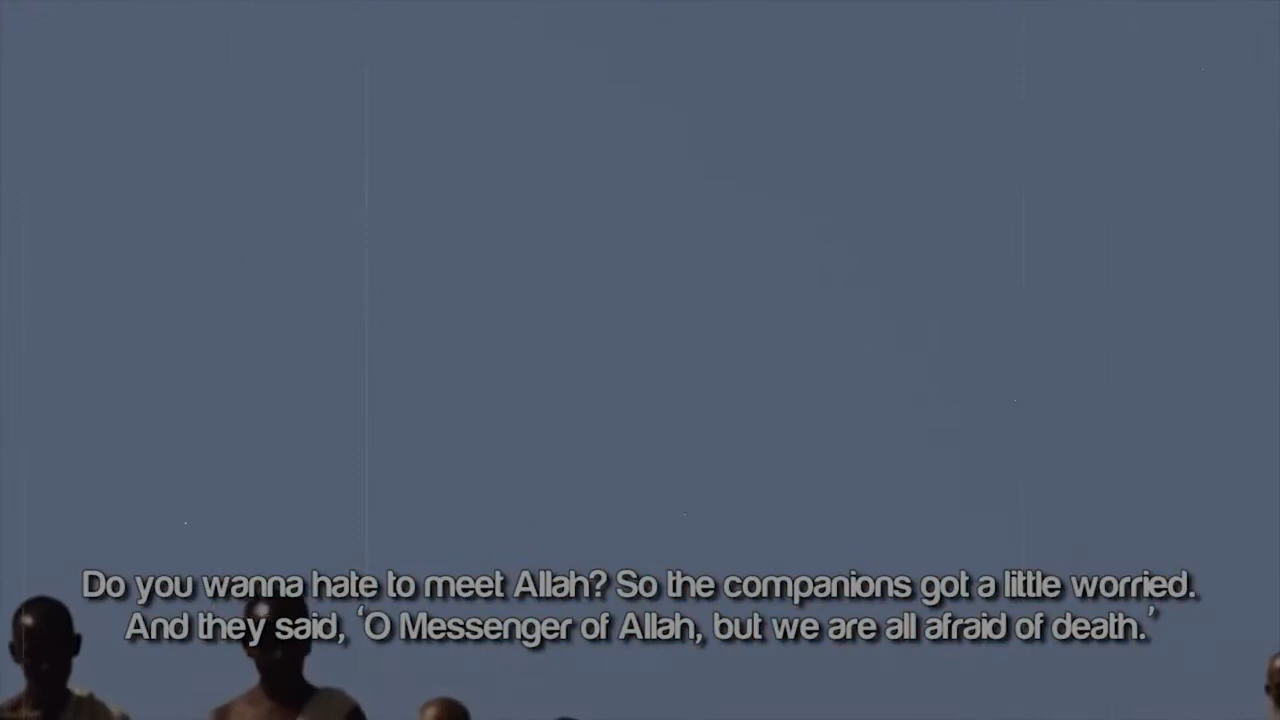 Do you wanna hate to meet Allah? So the companions got a little worried.
And they said, ‘O Messenger of Allah, but we are all afraid of death.’